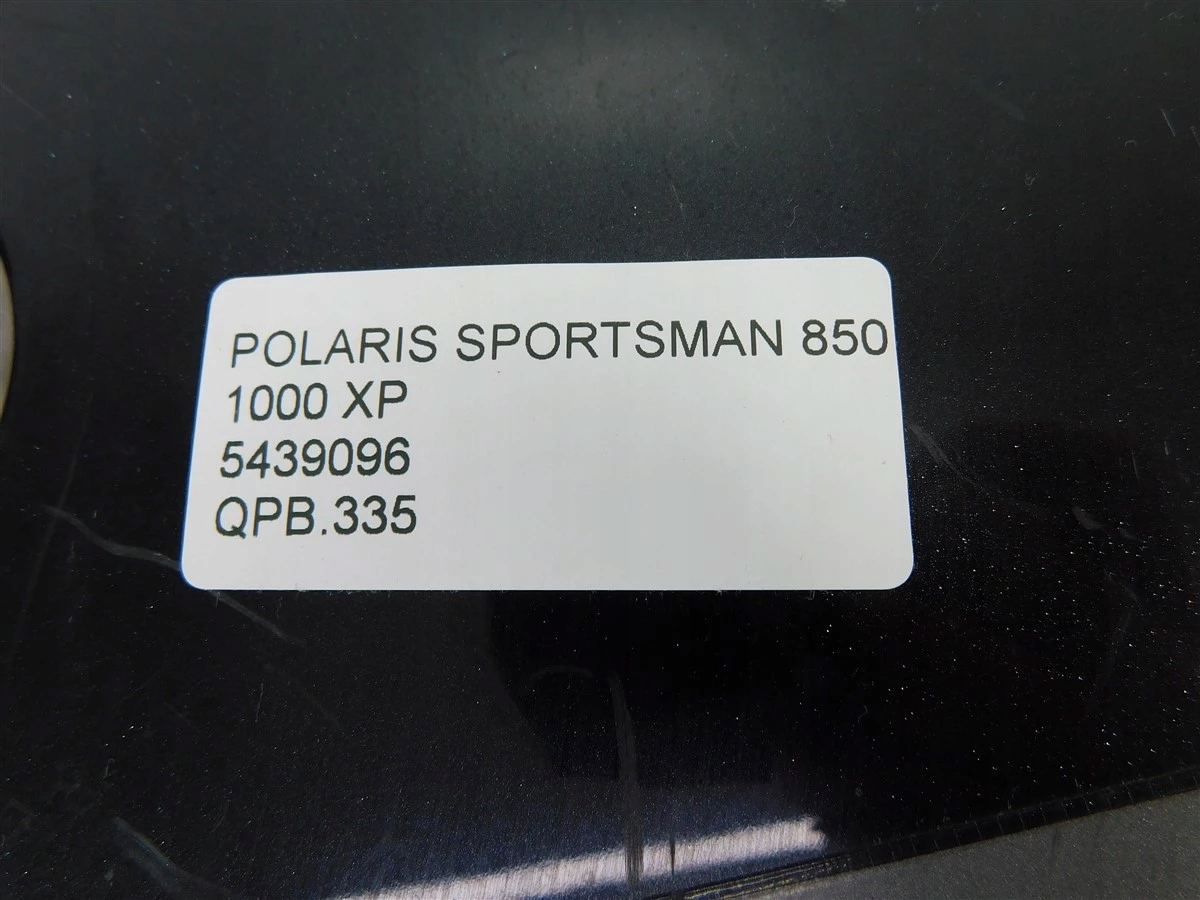 POLARIS SPORTSMAN 850
1000 XP
5439096
QPB.335